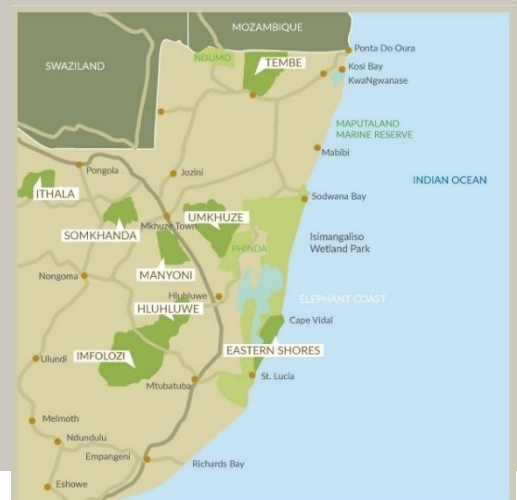 MOZAMBIQUE
SWAZILAND
Ponta Do Oura
NDUMO
TEMBE
Kosi Bay
KwaNgwanase
MAPUTALAND
MARINE RESERVE
Mabibi
Pongola
Jozini
INDIAN OCEAN
ITHALA
Sodwana Bay
UMKHUZE
Mkhuze Town
SOMKHANDA
PHINDA
Isimangaliso
Wetland Park
MANYONI
Nongoma
Hluhluwe
ELEPHANT COAST
HLUHLUWE
Cape Vidal
EASTERN SHORES
IMFOLOZI
Ulundi
St. Lucia
Mtubatuba
Melmoth
Ndundulu
Empangeni
Richards Bay
Eshowe